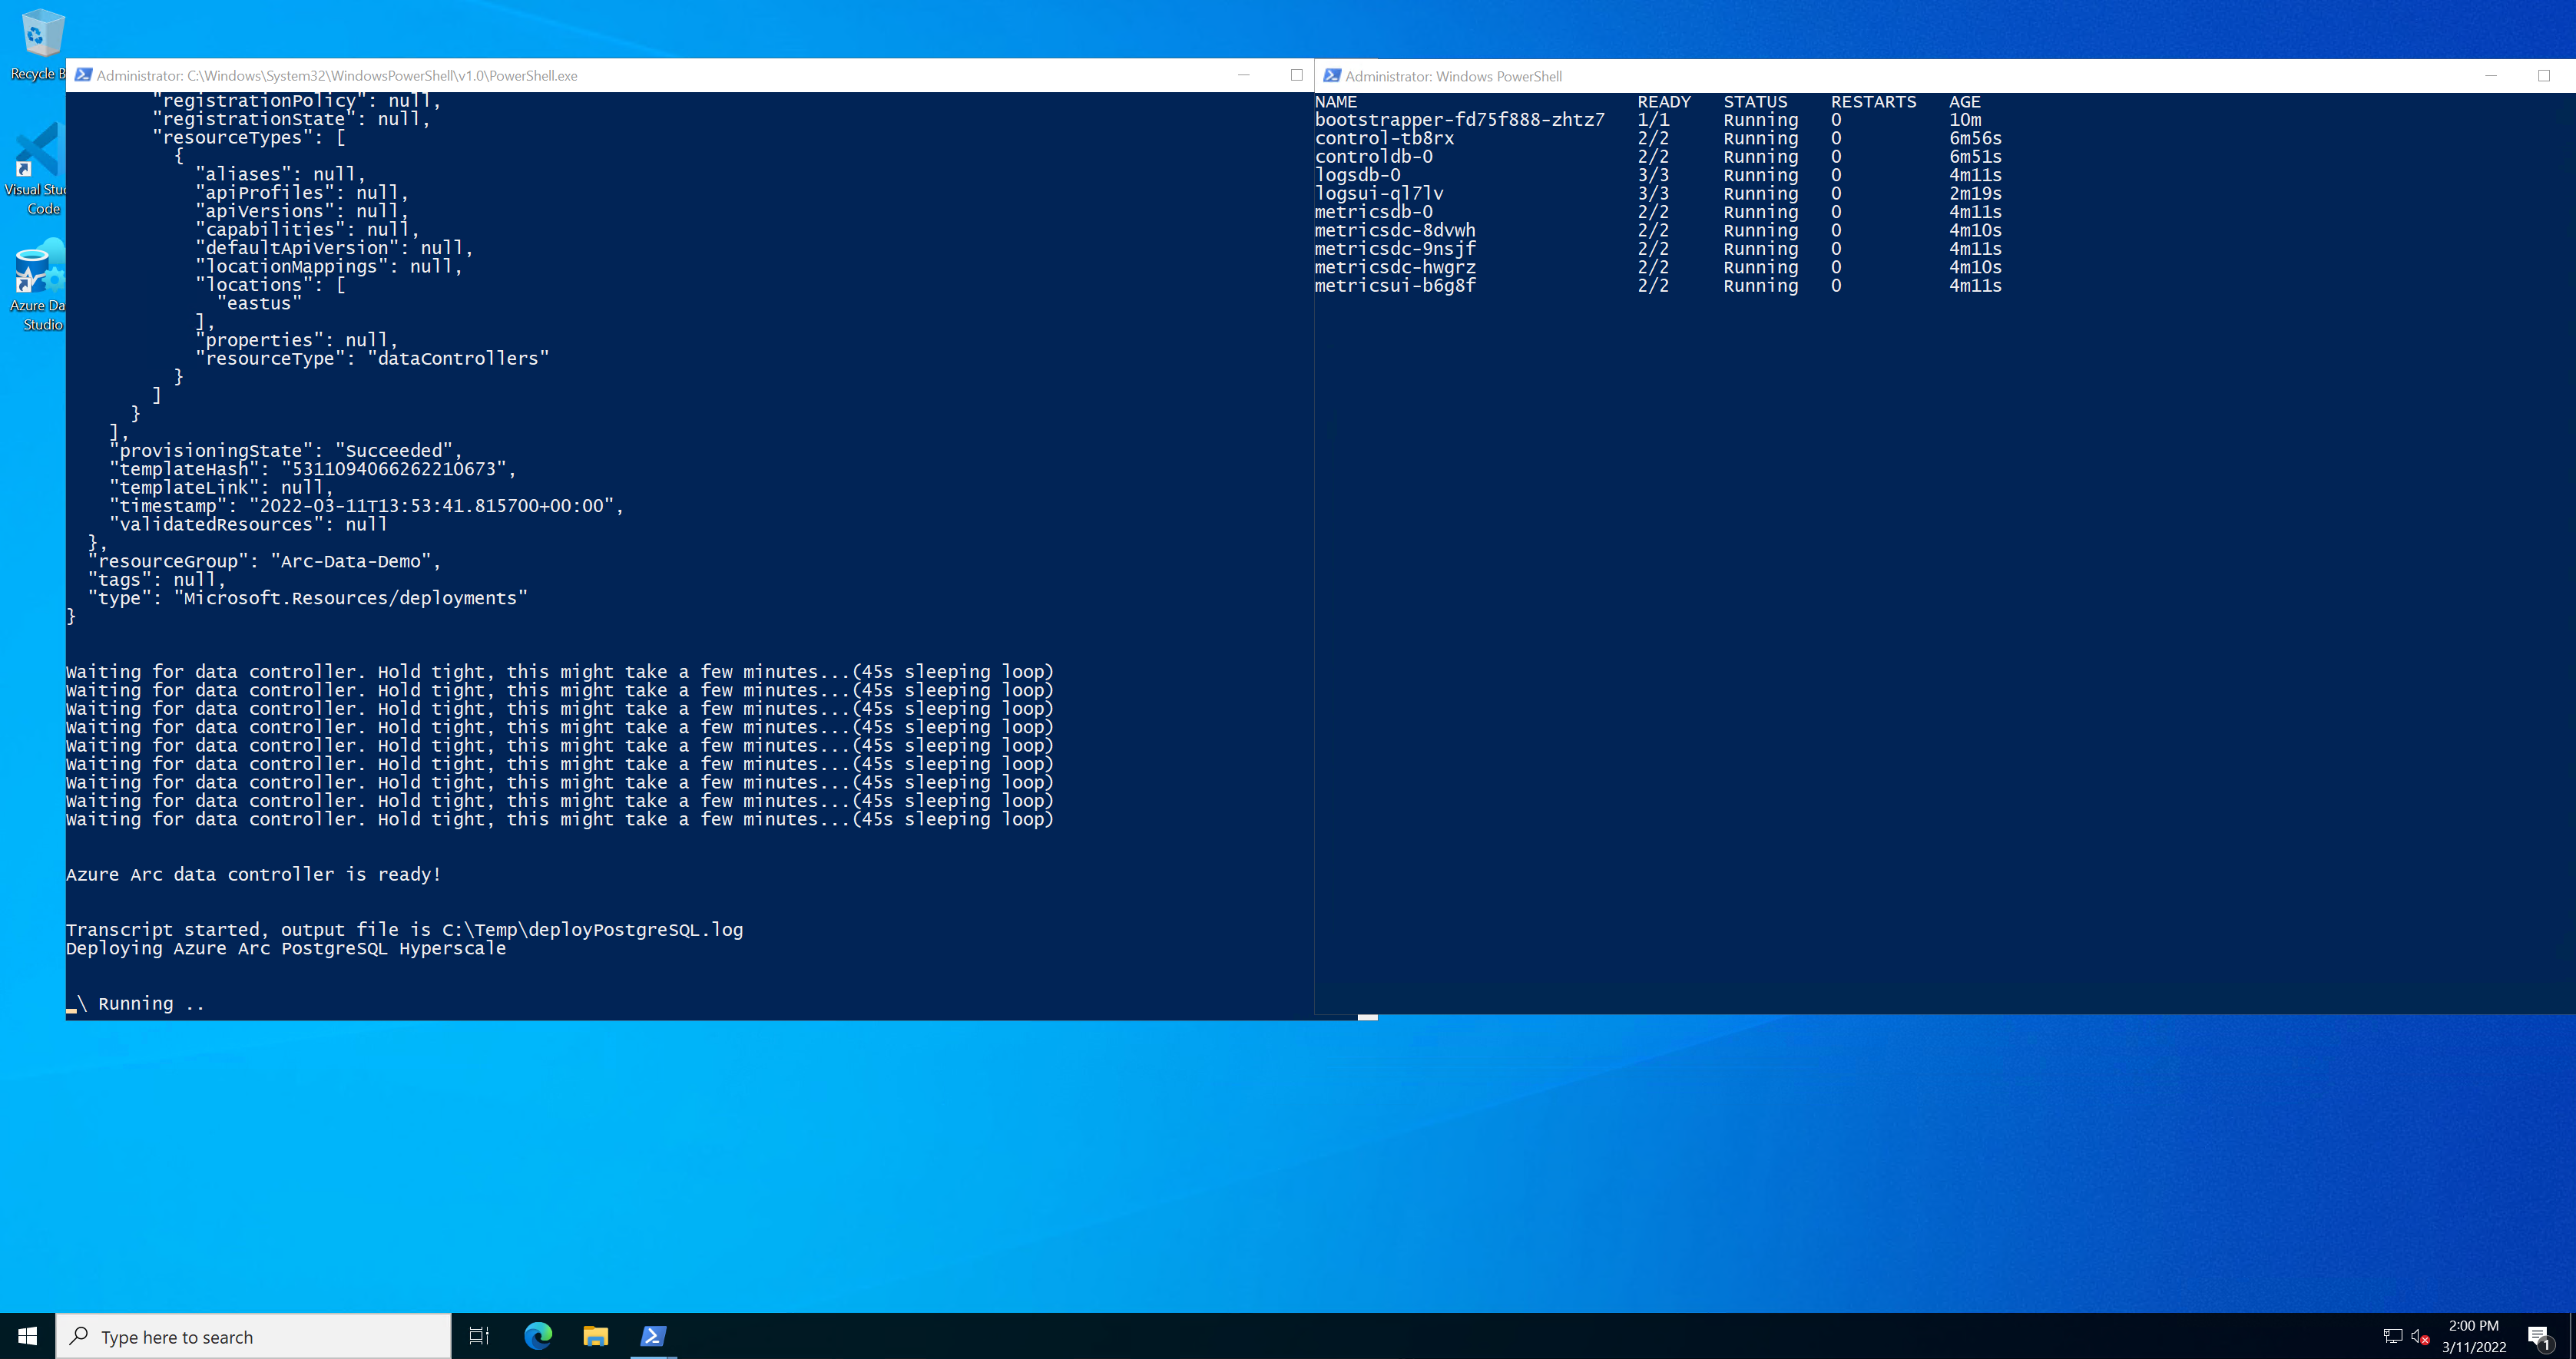 Recycle B
Visual Stu
Code
Azure Da
Studio
Administrator: C:\Windows\System32\WindowsPowerShell\v1.0\PowerShell.exe
"registrationPolicy": null,
"registrationState": null,
"resourceTypes": [
{
"aliases": null,
"apiProfiles": null,
"apiVersions": null,
"capabilities": null,
"defaultApiVersion": null,
"locationMappings": null,
"locations": [
"eastus"
],
"properties": null,
"resourceType": "dataControllers"
}
]
}
],
"provisioningState": "Succeeded",
"templateHash": "5311094066262210673",
"templateLink": null,
"timestamp": "2022-03-11T13:53:41.815700+00:00",
"validatedResources": null
},
"resourceGroup": "Arc-Data-Demo",
"tags": null,
"type": "Microsoft.Resources/deployments"
}
Waiting for data controller. Hold tight, this might take a few minutes...(45s sleeping loop)
Waiting for data controller. Hold tight, this might take a few minutes...(45s sleeping loop)
Waiting for data controller. Hold tight, this might take a few minutes...(45s sleeping loop)
Waiting for data controller. Hold tight, this might take a few minutes...(45s sleeping loop)
Waiting for data controller. Hold tight, this might take a few minutes...(45s sleeping loop)
Waiting for data controller. Hold tight, this might take a few minutes...(45s sleeping loop)
Waiting for data controller. Hold tight, this might take a few minutes...(45s sleeping loop)
Waiting for data controller. Hold tight, this might take a few minutes...(45s sleeping loop)
Waiting for data controller. Hold tight, this might take a few minutes...(45s sleeping loop)
Azure Arc data controller is ready!
Transcript started, output file is C:\Temp\deployPostgreSQL.log
Deploying Azure Arc PostgreSQL Hyperscale
\ Running ..
Administrator: Windows PowerShell
NAME READY STATUS RESTARTS AGE
bootstrapper-fd75f888-zhtz7 1/1 Running 0 10m
control-tb8rx 2/2 Running 0 6m56s
controldb-0 2/2 Running 0 6m51s
logsdb-0 3/3 Running 0 4m11s
logsui-ql7lv 3/3 Running 0 2m19s
metricsdb-0 2/2 Running 0 4m11s
metricsdc-8dvwh 2/2 Running 0 4m10s
metricsdc-9nsjf 2/2 Running 0 4m11s
metricsdc-hwgrz 2/2 Running 0 4m10s
metricsui-b6g8f 2/2 Running 0 4m11s
Type here to search
2:00 PM
3/11/2022
1